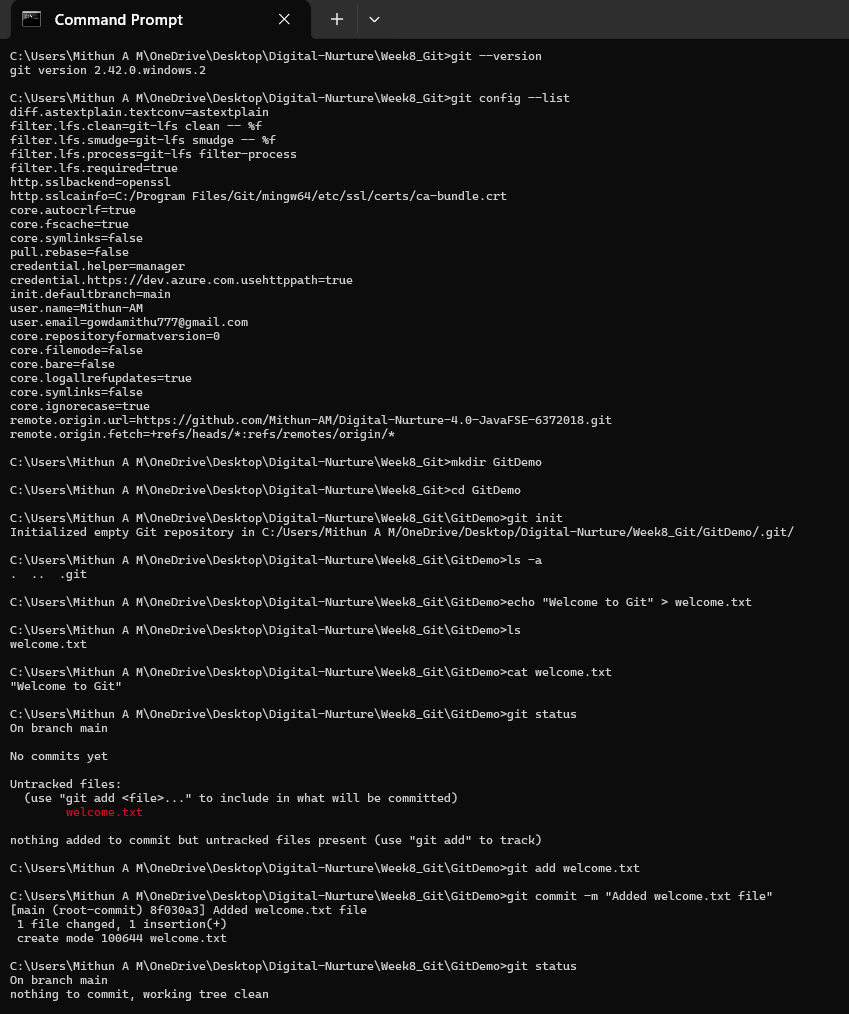 Command Prompt
C:\Users\Mithun A M\OneDrive\Desktop\Digital-Nurture\Week8_Git>git --version
git version 2.42.0.windows.2
C:\Users\Mithun A M\OneDrive\Desktop\Digital-Nurture\Week8_Git>git config --list
diff.astextplain.textconv=astextplain
filter.lfs.clean=git-lfs clean -- %f
filter.lfs.smudge=git-lfs smudge -- %f
filter.lfs.process=git-lfs filter-process
filter.lfs.required=true
http.sslbackend=openssl
http.sslcainfo=C:/Program Files/Git/mingw64/etc/ssl/certs/ca-bundle.crt
core.autocrlf=true
core.fscache=true
core.symlinks=false
pull.rebase=false
credential.helper=manager
credential.https://dev.azure.com.usehttppath=true
init.defaultbranch=main
user.name=Mithun-AM
user.email=gowdamithu777@gmail.com
core.repositoryformatversion=0
core.filemode=false
core.bare=false
core.logallrefupdates=true
core.symlinks=false
core.ignorecase=true
remote.origin.url=https://github.com/Mithun-AM/Digital-Nurture-4.0-JavaFSE-6372018.git
remote.origin.fetch=+refs/heads/*:refs/remotes/origin/*
C:\Users\Mithun A M\OneDrive\Desktop\Digital-Nurture\Week8_Git>mkdir GitDemo
C:\Users\Mithun A M\OneDrive\Desktop\Digital-Nurture\Week8_Git>cd GitDemo
C:\Users\Mithun A M\OneDrive\Desktop\Digital-Nurture\Week8_Git\GitDemo>git init
Initialized empty Git repository in C:/Users/Mithun A M/OneDrive/Desktop/Digital-Nurture/Week8_Git/GitDemo/.git/
C:\Users\Mithun A M\OneDrive\Desktop\Digital-Nurture\Week8_Git\GitDemo>ls -a
.  ..  .git
C:\Users\Mithun A M\OneDrive\Desktop\Digital-Nurture\Week8_Git\GitDemo>echo "Welcome to Git" > welcome.txt
C:\Users\Mithun A M\OneDrive\Desktop\Digital-Nurture\Week8_Git\GitDemo>ls
welcome.txt
C:\Users\Mithun A M\OneDrive\Desktop\Digital-Nurture\Week8_Git\GitDemo>cat welcome.txt
"Welcome to Git"
C:\Users\Mithun A M\OneDrive\Desktop\Digital-Nurture\Week8_Git\GitDemo>git status
On branch main
No commits yet
Untracked files:
  (use "git add <file>..." to include in what will be committed)
        welcome.txt
nothing added to commit but untracked files present (use "git add" to track)
C:\Users\Mithun A M\OneDrive\Desktop\Digital-Nurture\Week8_Git\GitDemo>git add welcome.txt
C:\Users\Mithun A M\OneDrive\Desktop\Digital-Nurture\Week8_Git\GitDemo>git commit -m "Added welcome.txt file"
[main (root-commit) 8f030a3] Added welcome.txt file
 1 file changed, 1 insertion(+)
 create mode 100644 welcome.txt
C:\Users\Mithun A M\OneDrive\Desktop\Digital-Nurture\Week8_Git\GitDemo>git status
On branch main
nothing to commit, working tree clean